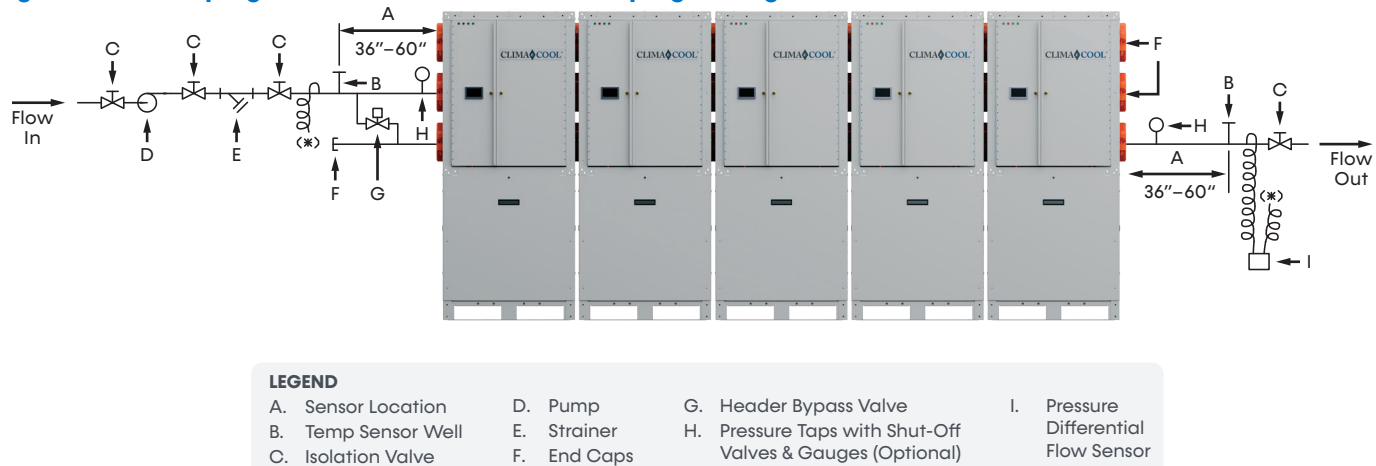 A
36"–60"
C
C
C
B
Flow
In
D
E
(*)
F
G
H
CLIMACOOL®
CLIMACOOL®
CLIMACOOL®
CLIMACOOL®
CLIMACOOL®
F
B
C
H
A
36"–60"
Flow
Out
(*)
I
LEGEND
A. Sensor Location
B. Temp Sensor Well
C. Isolation Valve
D. Pump
E. Strainer
F. End Caps
G. Header Bypass Valve
H. Pressure Taps with Shut-Off
Valves & Gauges (Optional)
I. Pressure
Differential
Flow Sensor